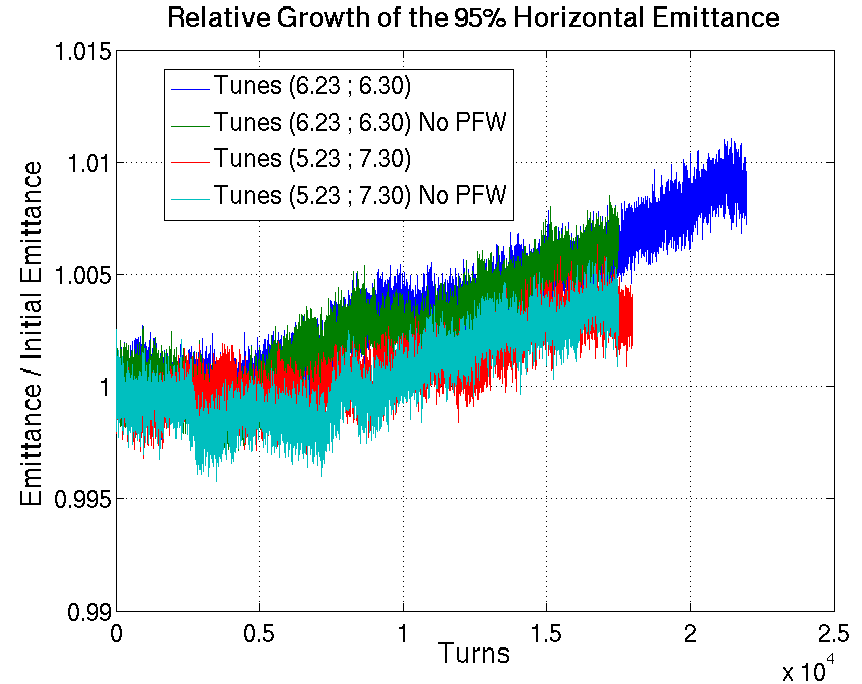 Relative Growth of the 95% Horizontal Emittance
1.015
1.01
1.005
1
0.995
0.99
Emittance / Initial Emittance
Tunes (6.23 ; 6.30)
Tunes (6.23 ; 6.30) No PFW
Tunes (5.23 ; 7.30)
Tunes (5.23 ; 7.30) No PFW
0 0.5 1 1.5 2 2.5
Turns
x 10⁴